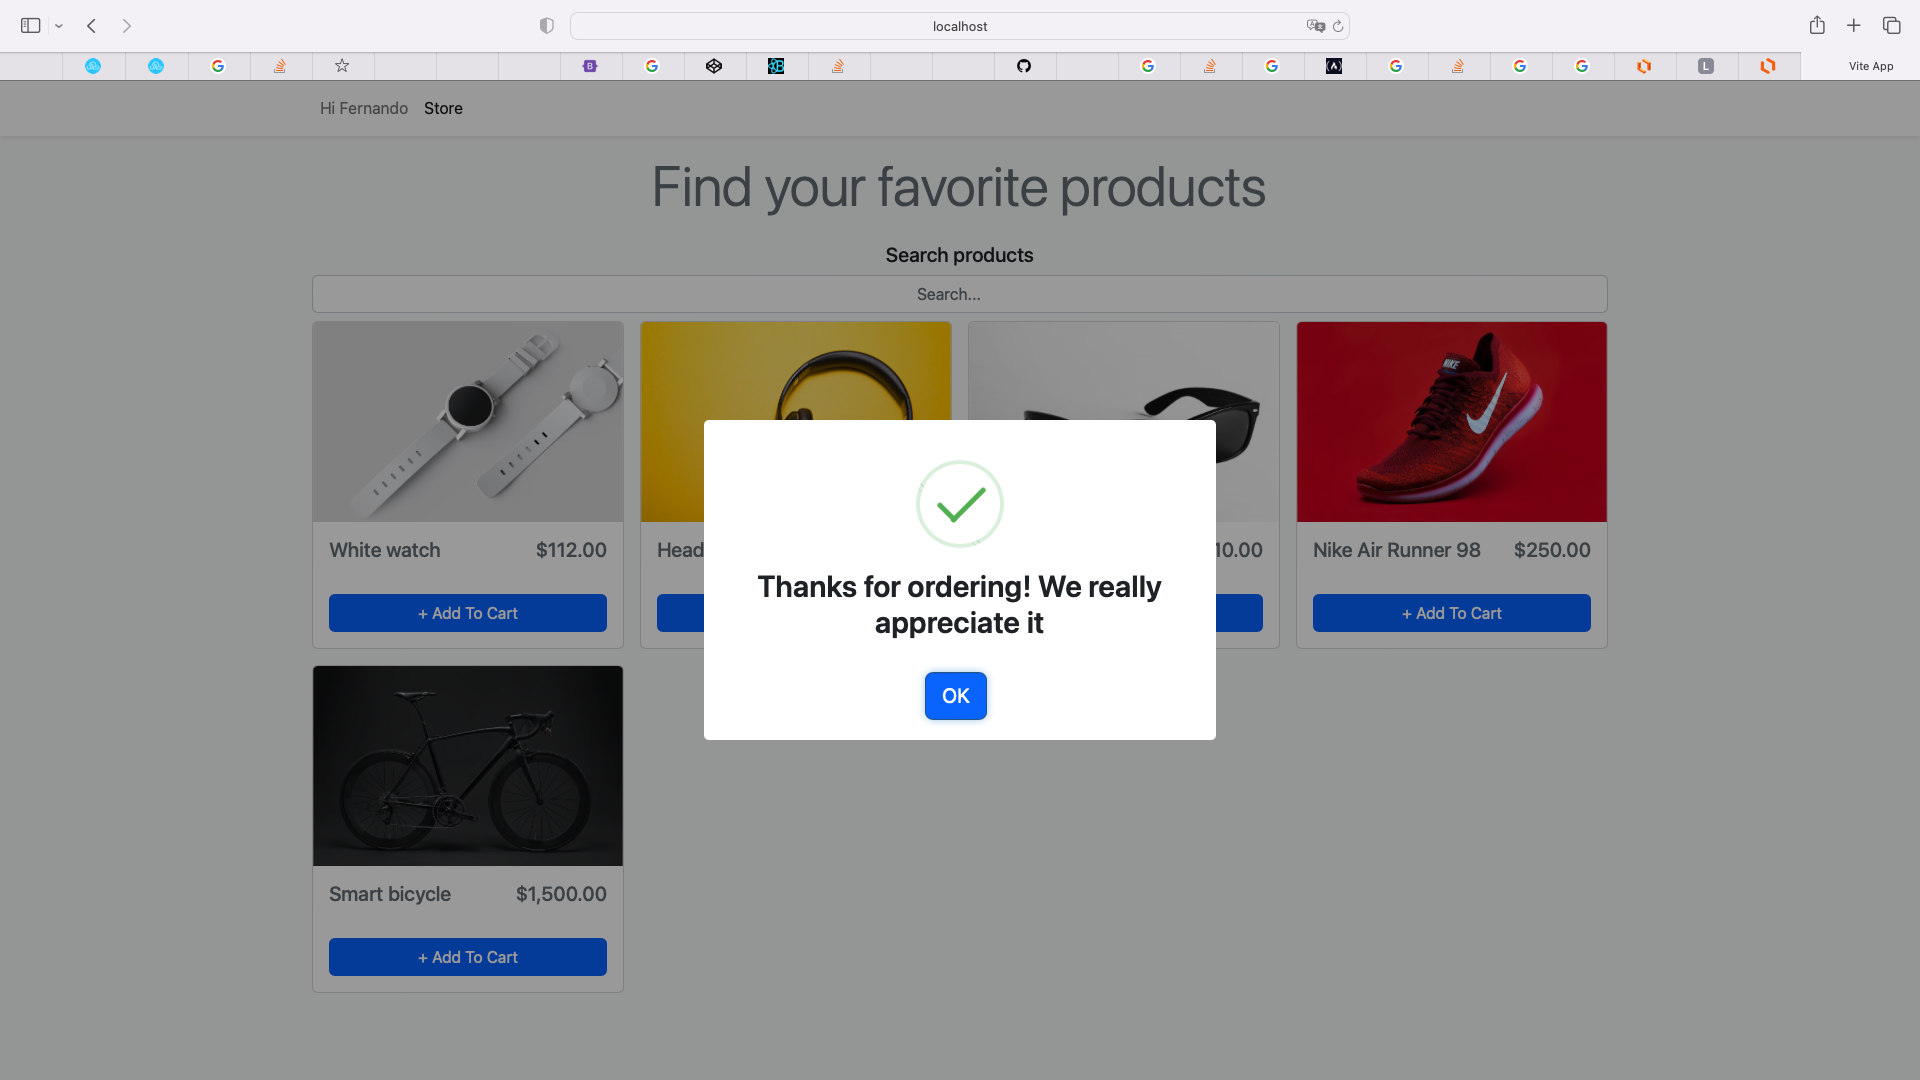 localhost
Vite App
Hi Fernando Store
Find your favorite products
Search products
Search...
NIKE
White watch $112.00
Head
10.00
Nike Air Runner 98 $250.00
+ Add To Cart
+ Add To Cart
Thanks for ordering! We really
appreciate it
OK
Smart bicycle $1,500.00
+ Add To Cart